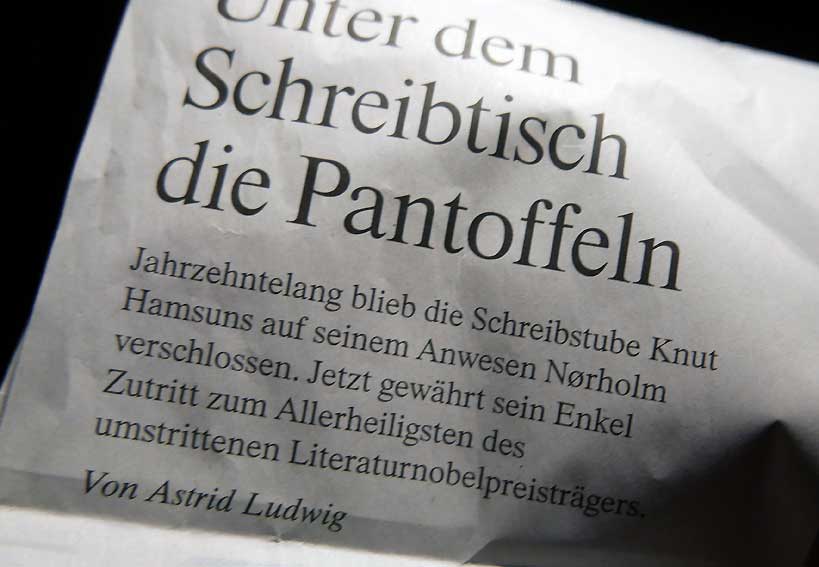 Unter dem
Schreibtisch
die Pantoffeln
Jahrzehntelang blieb die Schreibstube Knut
Hamsuns auf seinem Anwesen Nørholm
verschlossen. Jetzt gewährt sein Enkel
Zutritt zum Allerheiligsten des
umstrittenen Literaturnobelpreisträgers.
Von Astrid Ludwig